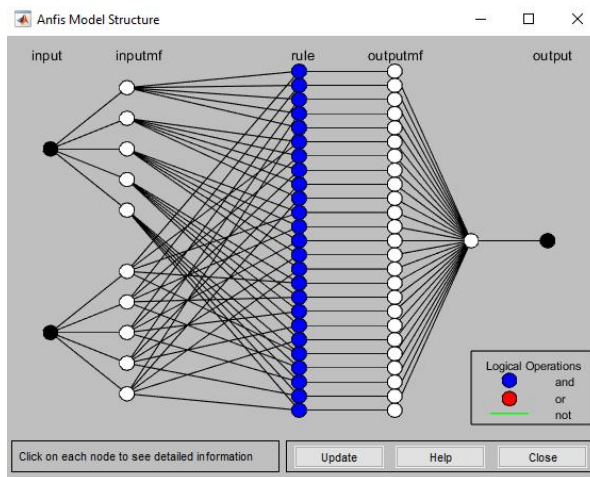 Anfis Model Structure
input inputmf rule outputmf output
Logical Operations
and
or
not
Click on each node to see detailed information
Update Help Close